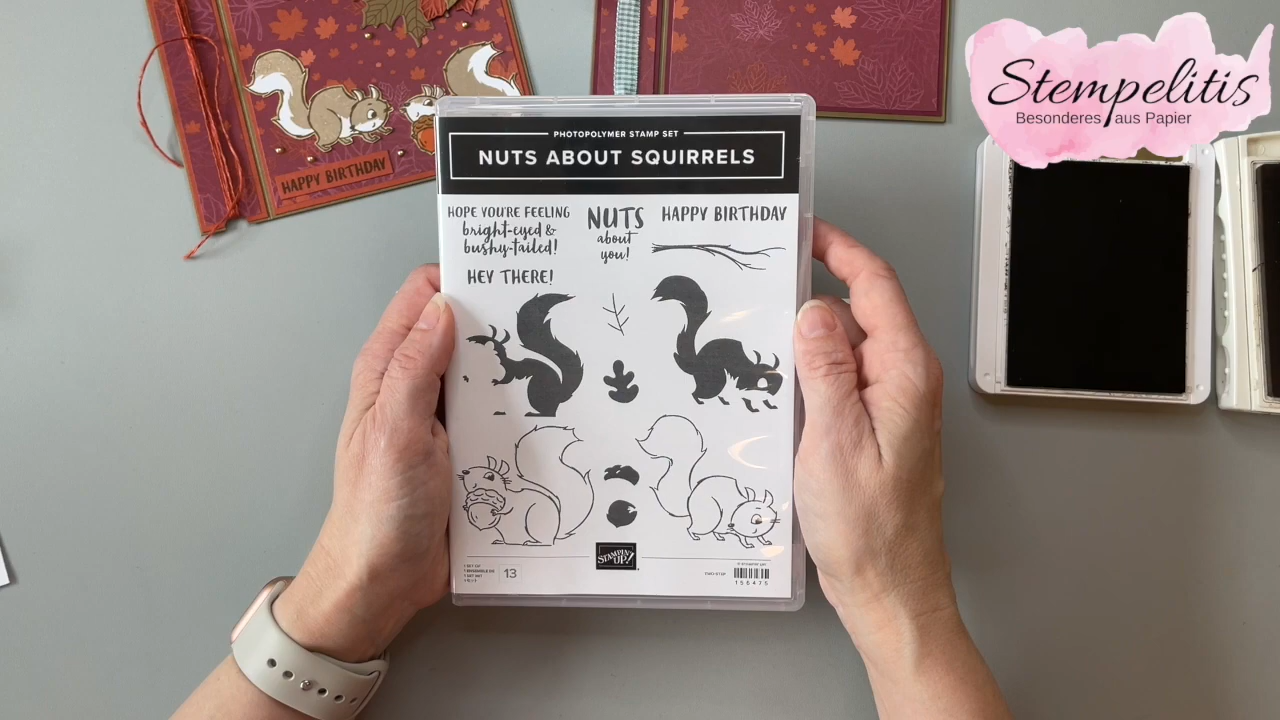 Stempelitis
Besonderes aus Papier
HAPPY BIRTHDAY
PHOTOPOLYMER STAMP SET
NUTS ABOUT SQUIRRELS
HOPE YOU'RE FEELING
bright-eyed &
bushy-tailed!
NUTS
about
you!
HAPPY BIRTHDAY
HEY THERE!
STAMPIN'
UP!
13
156475